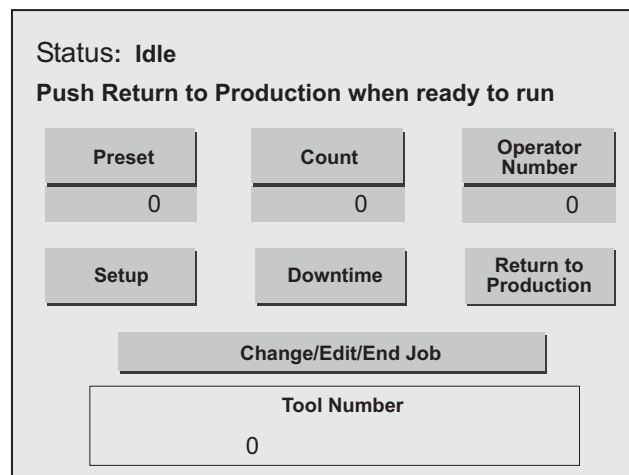 Status: Idle
Push Return to Production when ready to run
Preset
Count
Operator
Number
0
0
0
Setup
Downtime
Return to
Production
Change/Edit/End Job
Tool Number
0